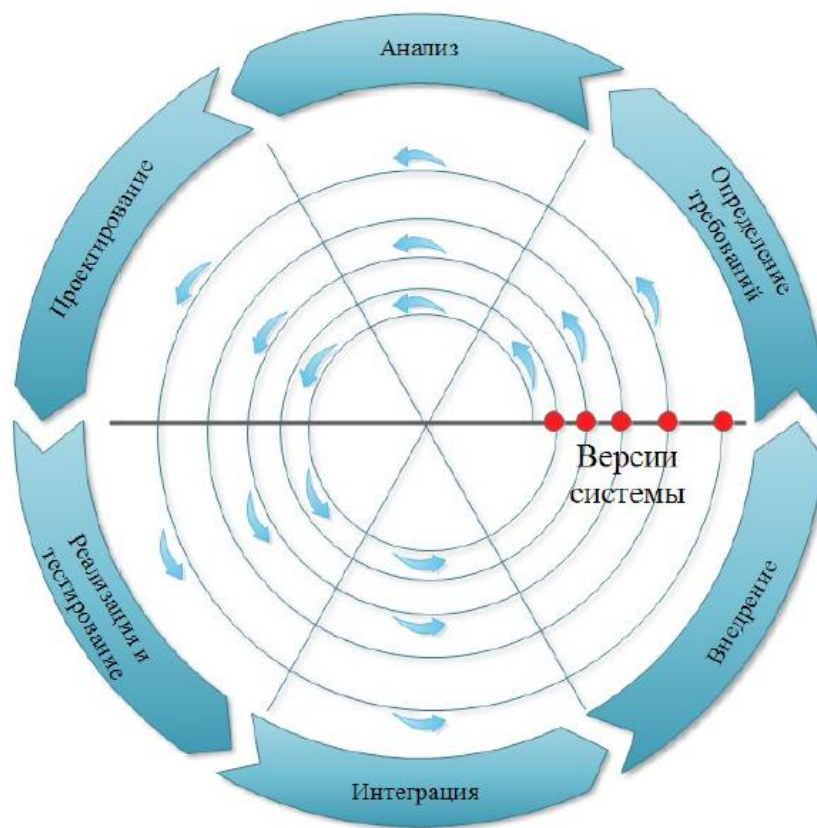 Анализ
Определение
требований
Проектирование
Версии
системы
Реализация и
тестирование
Внедрение
Интеграция